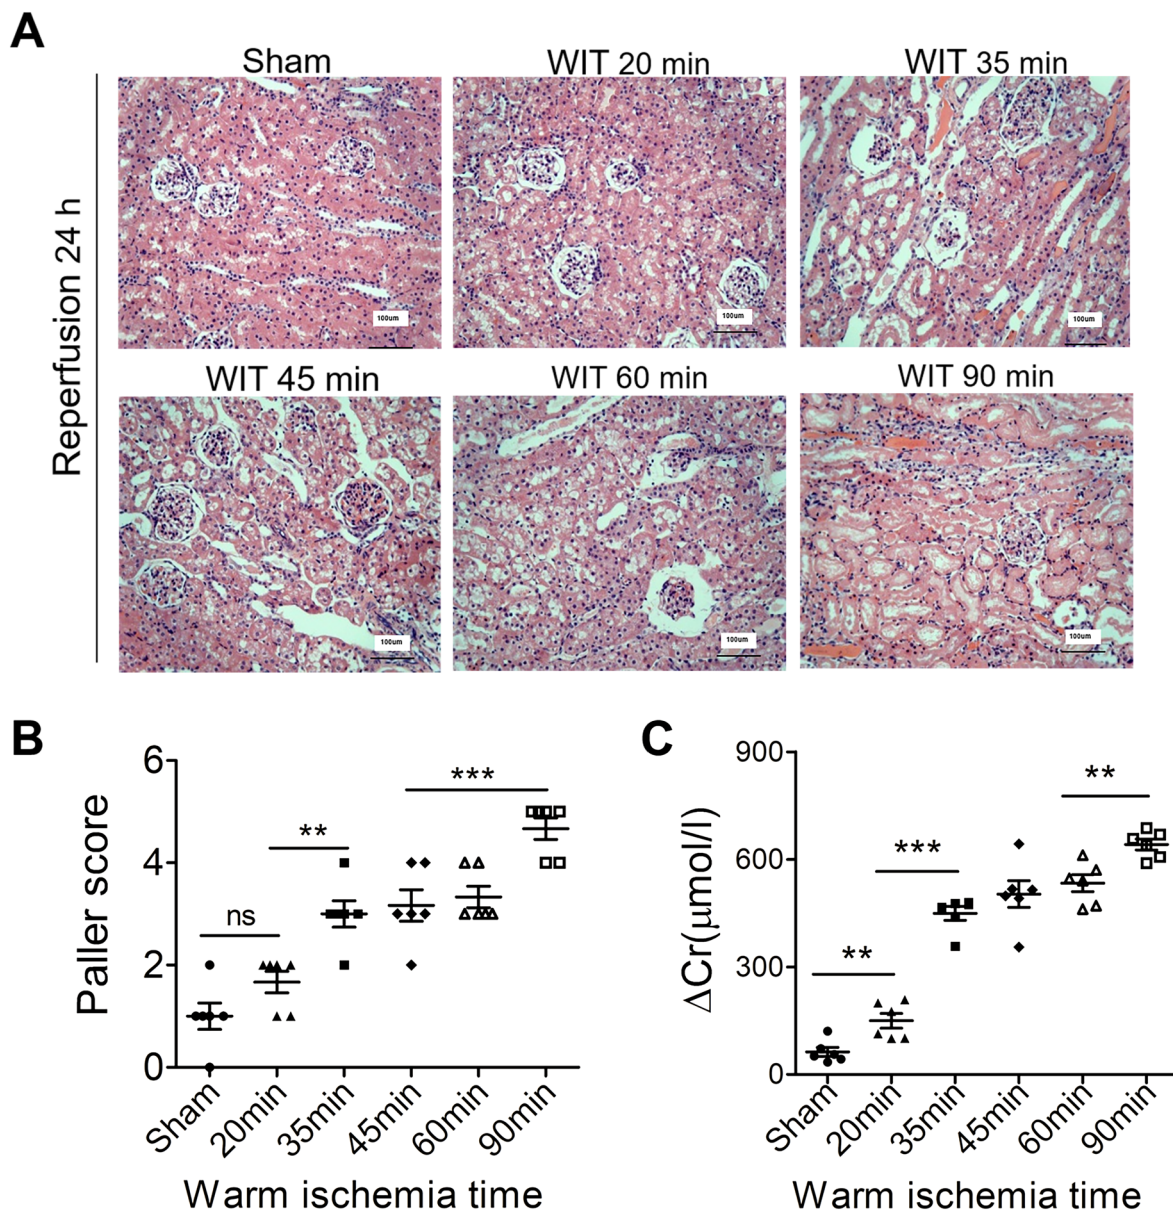 A
Sham
WIT 20 min
WIT 35 min
Reperfusion 24 h
100um
100um
100um
WIT 45 min
WIT 60 min
WIT 90 min
100um
100um
100um
B
Paller score
6
4
2
0
ns
**
***
Sham
20min
35min
45min
60min
90min
Warm ischemia time
C
ΔCr(μmol/l)
900
600
300
0
**
***
**
Sham
20min
35min
45min
60min
90min
Warm ischemia time